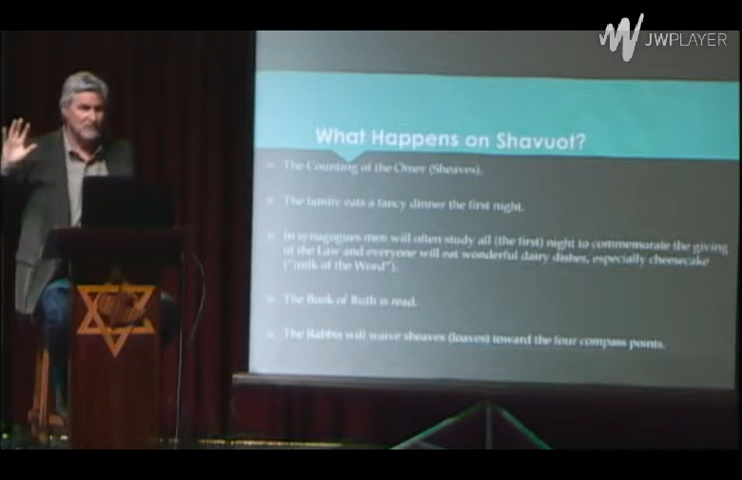 JWPLAYER
What Happens on Shavuot?
The Counting of the Omer (Sheaves).
The family eats a fancy dinner the first night.
In synagogues men will often study all (the first) night to commemorate the giving
of the Law and everyone will eat wonderful dairy dishes, especially cheesecake
("milk of the Word").
The Book of Ruth is read.
The Rabbis will waive sheaves (loaves) toward the four compass points.